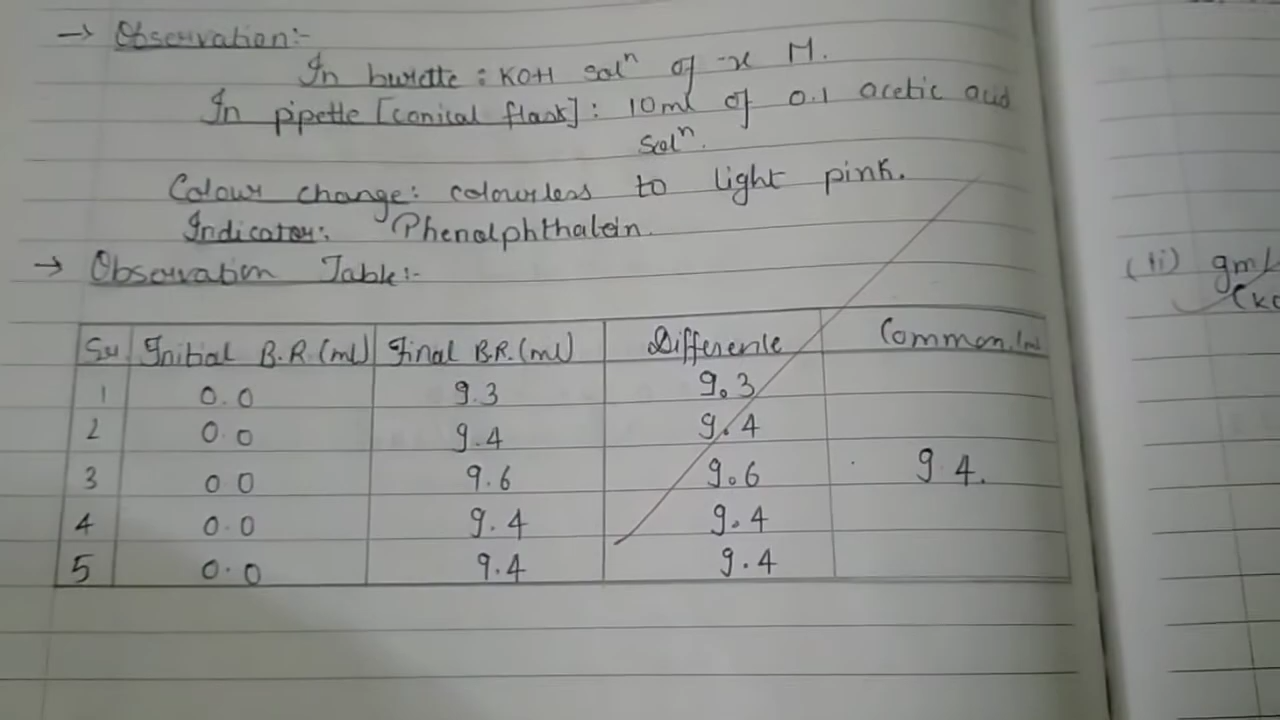 → Observation:-
In burette : KOH solⁿ of x M.
In pipette [conical flask] : 10ml of 0.1 acetic acid
solⁿ.
Colour change: colourless to light pink.
Indicator: Phenolphthalein.
→ Observation Table:-
Sr. Initial B.R.(ml) Final B.R.(ml) Difference Common.(ml
1 0.0 9.3 9.3
2 0.0 9.4 9.4
3 0 0 9.6 9.6 9 4.
4 0.0 9.4 9.4
5 0.0 9.4 9.4
(ii) gm/